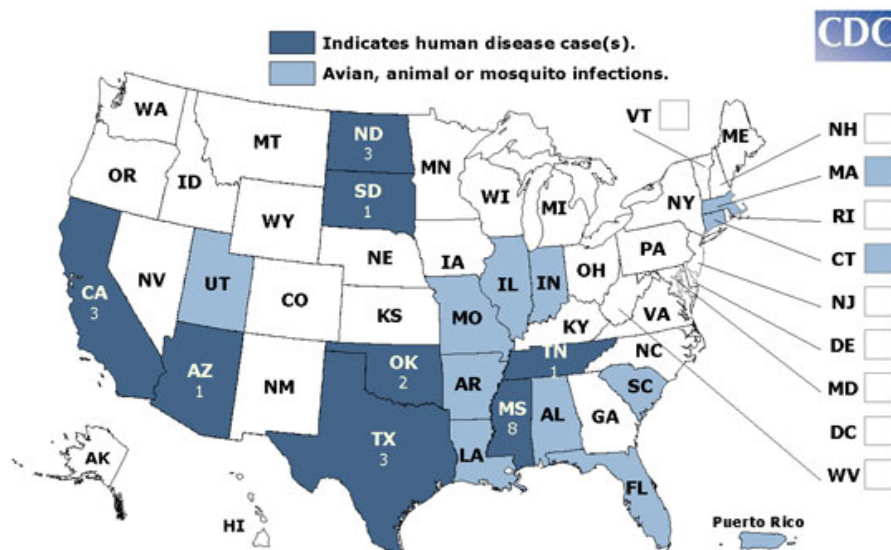 Indicates human disease case(s).
Avian, animal or mosquito infections.
CDC
WA
MT
ND
3
MN
VT
ME
NH
OR
ID
SD
1
WI
MI
NY
MA
WY
RI
NV
NE
IA
PA
CT
CA
3
UT
CO
IL
IN
OH
NJ
KS
MO
KY
VA
DE
AZ
1
NM
OK
2
AR
TN
1
NC
MD
SC
TX
3
MS
8
AL
GA
DC
LA
WV
AK
FL
HI
Puerto Rico